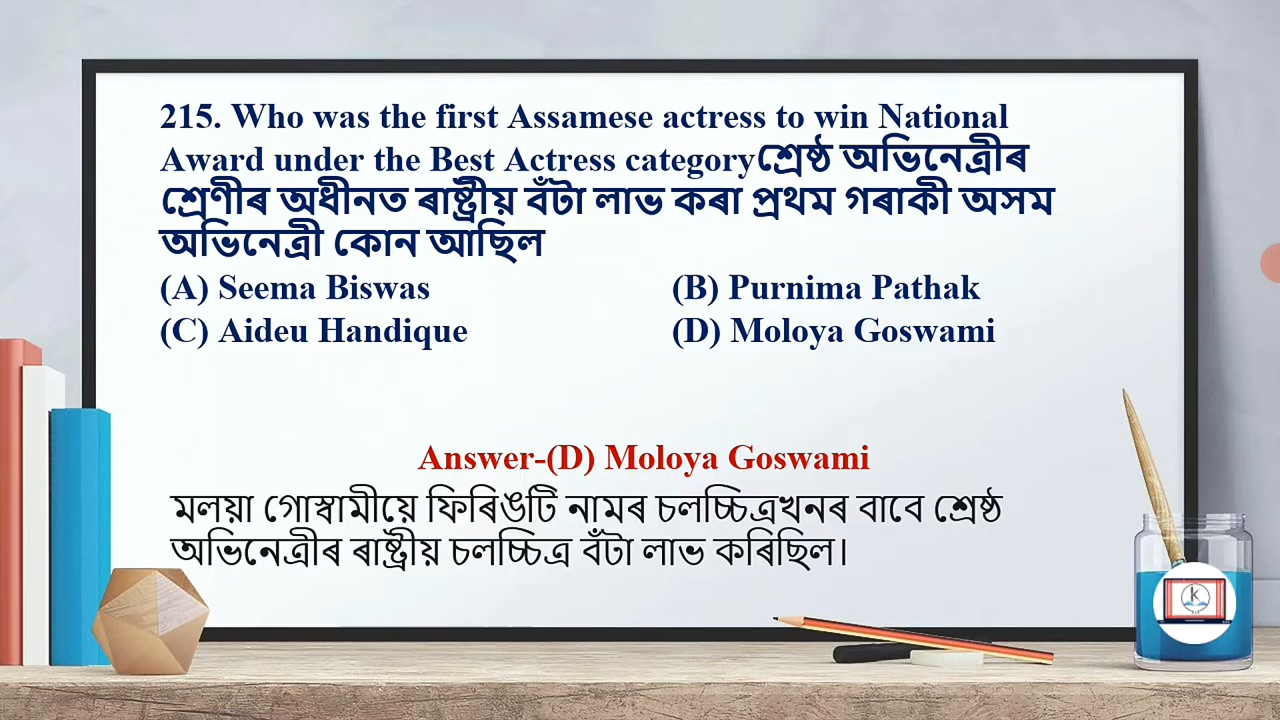 215. Who was the first Assamese actress to win National
Award under the Best Actress categoryশ্ৰেষ্ঠ অভিনেত্ৰীৰ
শ্ৰেণীৰ অধীনত ৰাষ্ট্ৰীয় বঁটা লাভ কৰা প্ৰথম গৰাকী অসম
অভিনেত্ৰী কোন আছিল
(A) Seema Biswas (B) Purnima Pathak
(C) Aideu Handique (D) Moloya Goswami
Answer-(D) Moloya Goswami
মলয়া গোস্বামীয়ে ফিৰিঙটি নামৰ চলচ্চিত্ৰখনৰ বাবে শ্ৰেষ্ঠ
অভিনেত্ৰীৰ ৰাষ্ট্ৰীয় চলচ্চিত্ৰ বঁটা লাভ কৰিছিল।
K